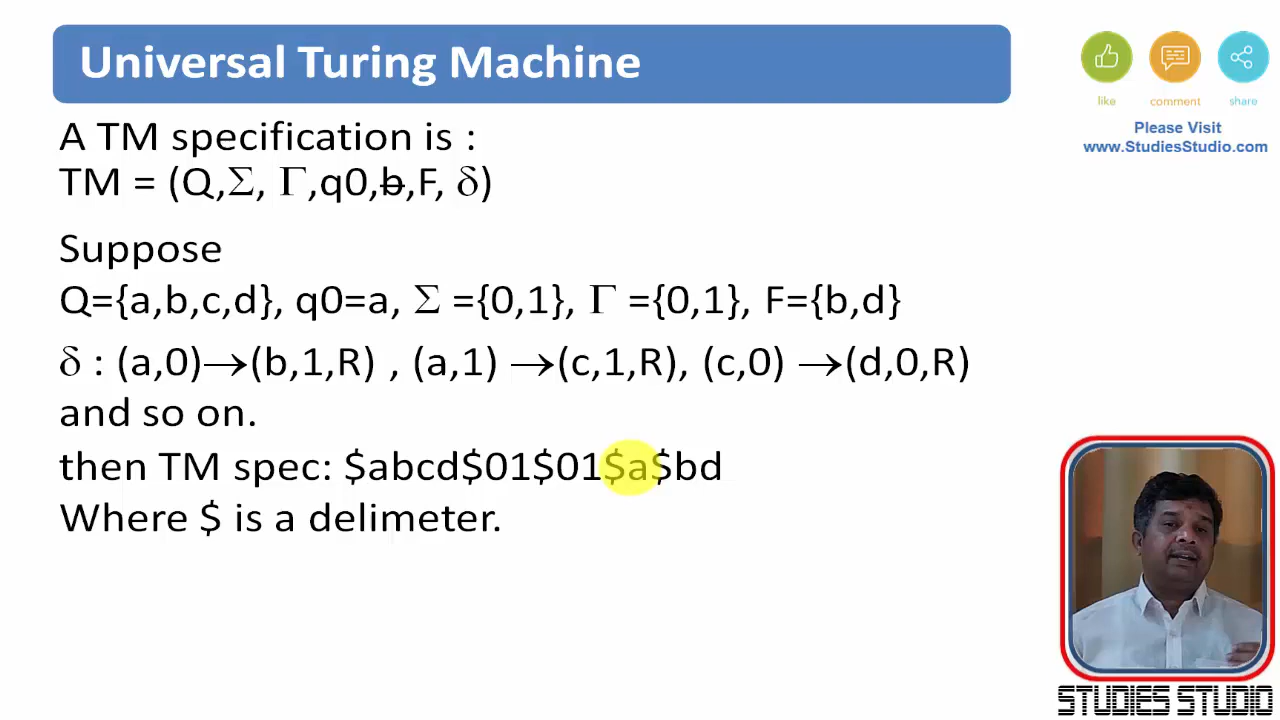 Universal Turing Machine
like comment share
Please Visit
www.StudiesStudio.com
A TM specification is :
TM = (Q,Σ, Γ,q0,b̶,F, δ)
Suppose
Q={a,b,c,d}, q0=a, Σ ={0,1}, Γ ={0,1}, F={b,d}
δ : (a,0)→(b,1,R) , (a,1) →(c,1,R), (c,0) →(d,0,R)
and so on.
then TM spec: $abcd$01$01$a$bd
Where $ is a delimeter.
STUDIES STUDIO